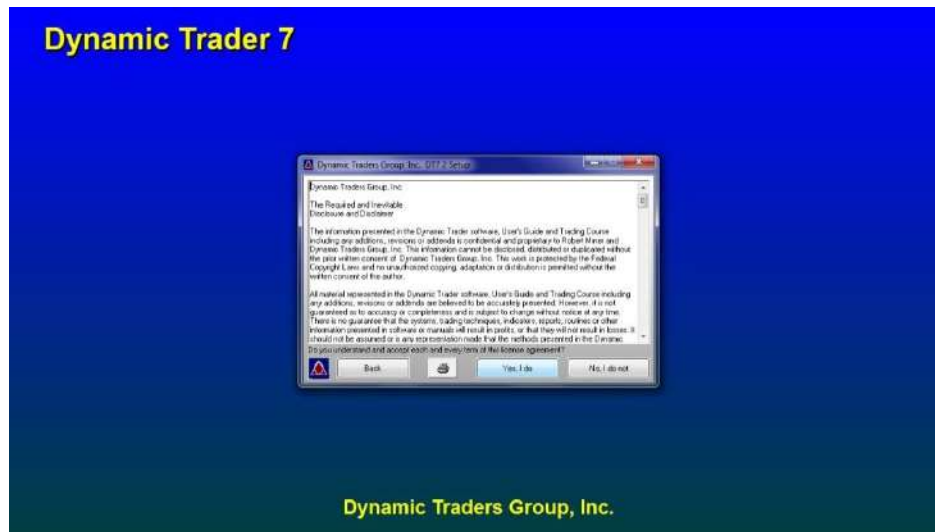 Dynamic Trader 7
Dynamic Traders Group, Inc. DT7.2 Setup
Dynamic Traders Group, Inc.
The Required and Inevitable
Disclosure and Disclaimer
The information presented in the Dynamic Trader software, User's Guide and Trading Course
including any additions, revisions or addenda is confidential and proprietary to Robert Miner and
Dynamic Traders Group, Inc. This information cannot be disclosed, distributed or duplicated without
the prior written consent of Dynamic Traders Group, Inc. This work is protected by the Federal
Copyright Laws and no unauthorized copying, adaptation or distribution is permitted without the
written consent of the author.
All material represented in the Dynamic Trader software, User's Guide and Trading Course including
any additions, revisions or addenda are believed to be accurately presented. However, it is not
guaranteed as to accuracy or completeness and is subject to change without notice at any time.
There is no guarantee that the systems, trading techniques, indicators, reports, routines or other
information presented in software or manuals will result in profits, or that they will not result in losses. It
should not be assumed or is any representation made that the methods presented in the Dynamic
Do you understand and accept each and every term of this license agreement?
Back
Yes, I do
No, I do not
Dynamic Traders Group, Inc.